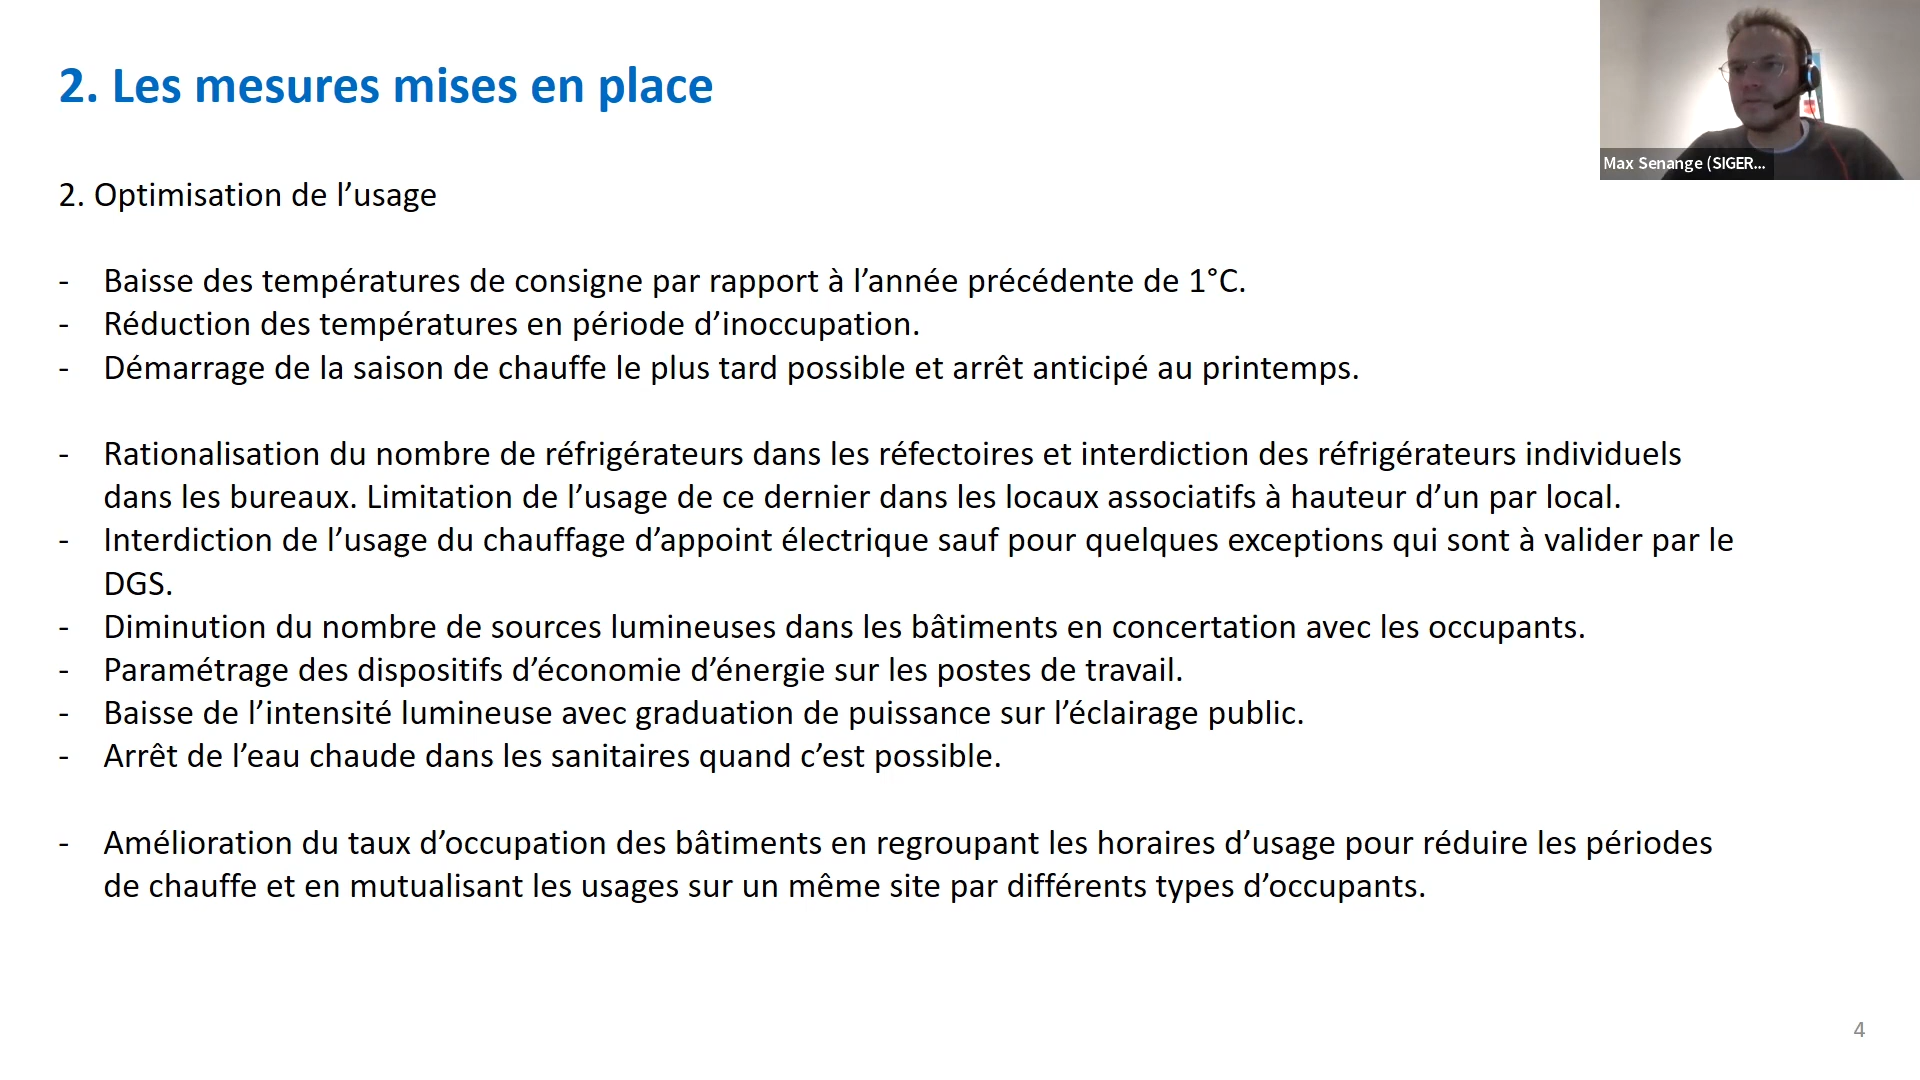 2. Les mesures mises en place
Max Senange (SIGER...
2. Optimisation de l’usage
- Baisse des températures de consigne par rapport à l’année précédente de 1°C.
- Réduction des températures en période d’inoccupation.
- Démarrage de la saison de chauffe le plus tard possible et arrêt anticipé au printemps.
- Rationalisation du nombre de réfrigérateurs dans les réfectoires et interdiction des réfrigérateurs individuels
dans les bureaux. Limitation de l’usage de ce dernier dans les locaux associatifs à hauteur d’un par local.
- Interdiction de l’usage du chauffage d’appoint électrique sauf pour quelques exceptions qui sont à valider par le
DGS.
- Diminution du nombre de sources lumineuses dans les bâtiments en concertation avec les occupants.
- Paramétrage des dispositifs d’économie d’énergie sur les postes de travail.
- Baisse de l’intensité lumineuse avec graduation de puissance sur l’éclairage public.
- Arrêt de l’eau chaude dans les sanitaires quand c’est possible.
- Amélioration du taux d’occupation des bâtiments en regroupant les horaires d’usage pour réduire les périodes
de chauffe et en mutualisant les usages sur un même site par différents types d’occupants.
4